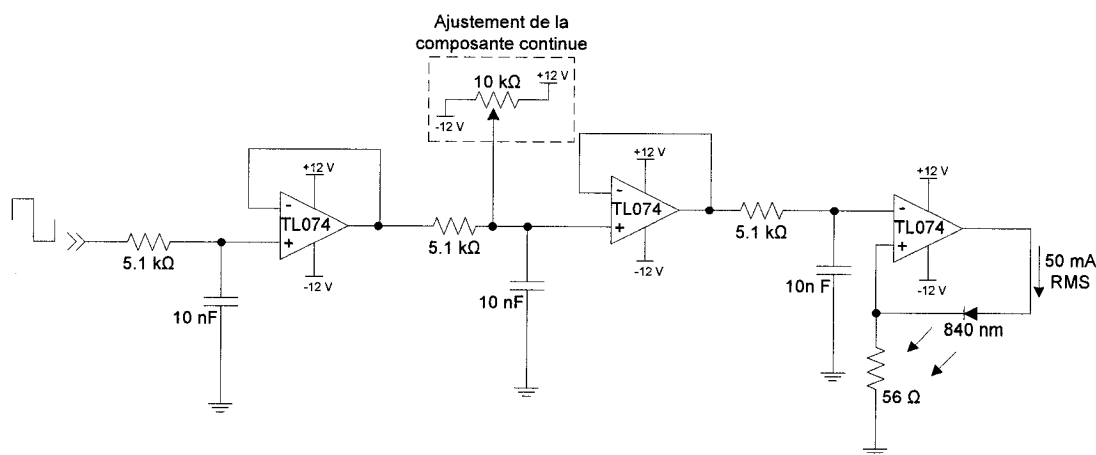 Ajustement de la
composante continue
10 kΩ
+12 V
-12 V
+12 V
-
TL074
+
-12 V
5.1 kΩ
10 nF
+12 V
-
TL074
+
-12 V
5.1 kΩ
10 nF
+12 V
-
TL074
+
-12 V
5.1 kΩ
10n F
50 mA
RMS
840 nm
56 Ω